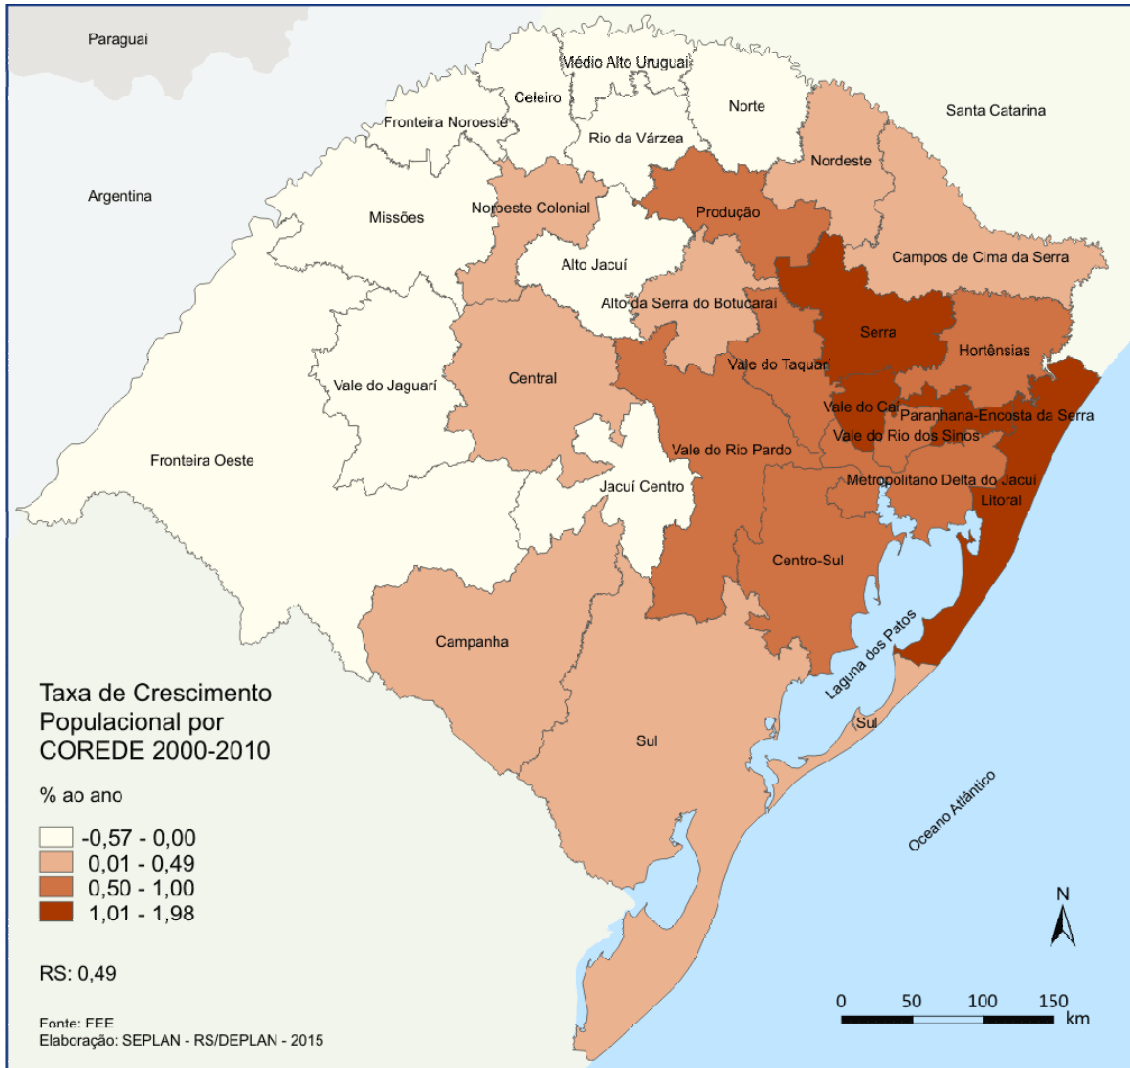 Paraguai
Médio Alto Uruguai
Celeiro
Norte
Santa Catarina
Fronteira Noroeste
Rio da Várzea
Nordeste
Argentina
Missões
Noroeste Colonial
Produção
Alto Jacuí
Campos de Cima da Serra
Alto da Serra do Botucaraí
Serra
Hortênsias
Vale do Taquari
Central
Vale do Jaguarí
Vale do Caí
Paranhana-Encosta da Serra
Vale do Rio dos Sinos
Vale do Rio Pardo
Fronteira Oeste
Metropolitano Delta do Jacuí
Jacuí Centro
Litoral
Centro-Sul
Campanha
Laguna dos Patos
Sul
(Sul
Oceano Atlântico
Taxa de Crescimento
Populacional por
COREDE 2000-2010
% ao ano
-0,57 - 0,00
0,01 - 0,49
0,50 - 1,00
1,01 - 1,98
N
RS: 0,49
0 50 100 150
km
Fonte: FEE
Elaboração: SEPLAN - RS/DEPLAN - 2015